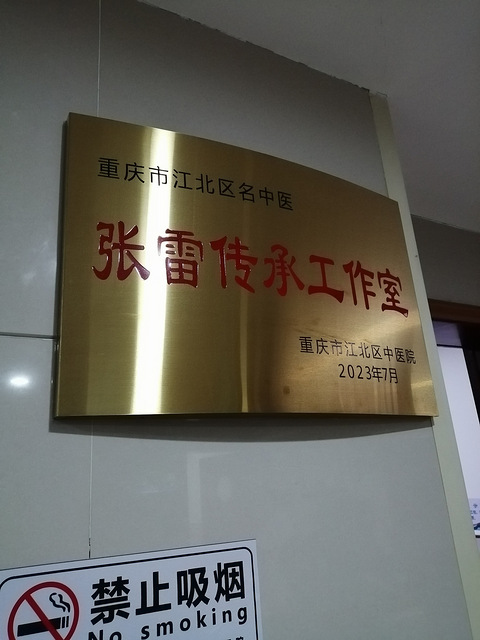 重庆市江北区名中医
张雷传承工作室
重庆市江北区中医院
2023年7月
禁止吸烟
No smoking